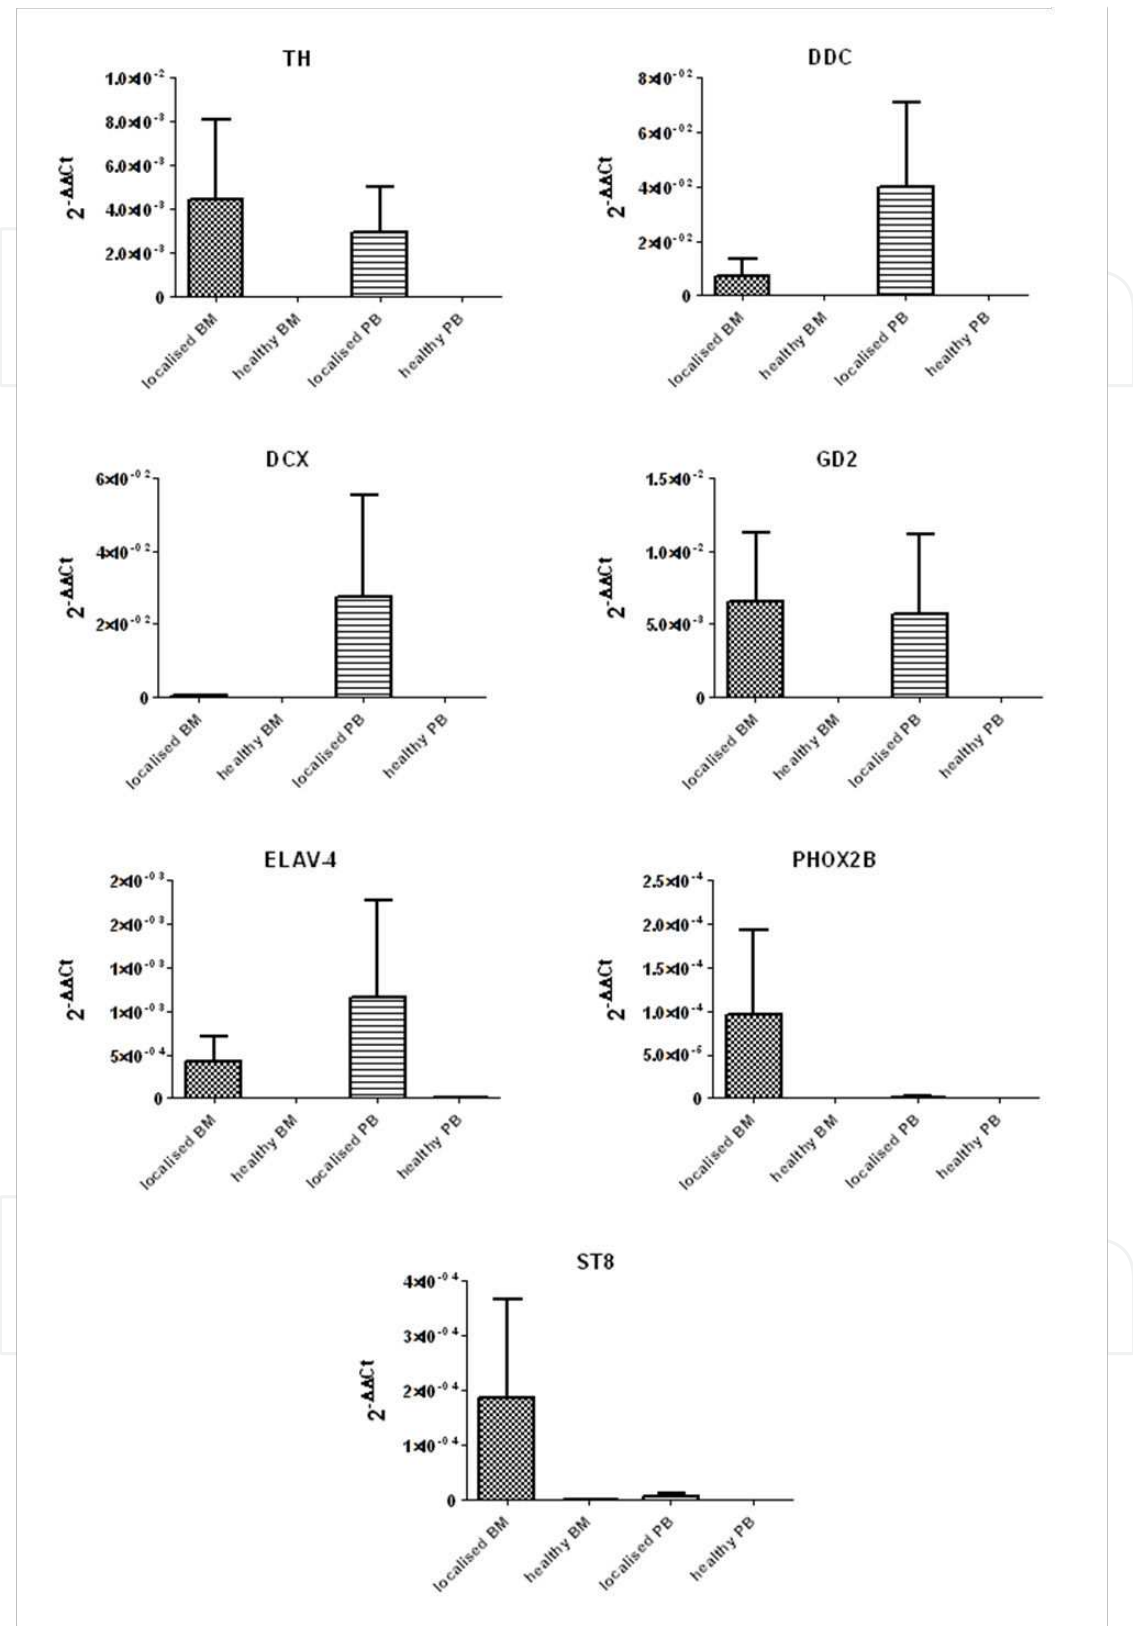 TH
1.0×10-2
8.0×10-3
6.0×10-3
4.0×10-3
2.0×10-3
0
2-ΔΔCt
localised BM
healthy BM
localised PB
healthy PB
DDC
8×10-02
6×10-02
4×10-02
2×10-02
0
2-ΔΔCt
localised BM
healthy BM
localised PB
healthy PB
DCX
6×10-02
4×10-02
2×10-02
0
2-ΔΔCt
localised BM
healthy BM
localised PB
healthy PB
GD2
1.5×10-2
1.0×10-2
5.0×10-3
0
2-ΔΔCt
localised BM
healthy BM
localised PB
healthy PB
ELAV-4
2×10-03
2×10-03
1×10-03
1×10-03
5×10-04
0
2-ΔΔCt
localised BM
healthy BM
localised PB
healthy PB
PHOX2B
2.5×10-4
2.0×10-4
1.5×10-4
1.0×10-4
5.0×10-5
0
2-ΔΔCt
localised BM
healthy BM
localised PB
healthy PB
ST8
4×10-04
3×10-04
2×10-04
1×10-04
0
2-ΔΔCt
localised BM
healthy BM
localised PB
healthy PB